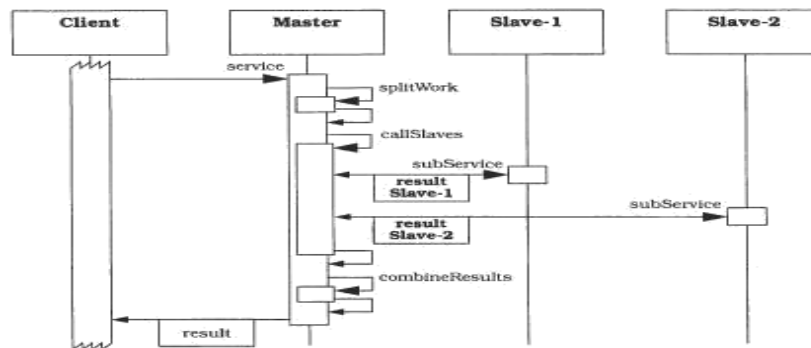 Client
Master
Slave-1
Slave-2
service
splitWork
callSlaves
subService
result
Slave-1
subService
result
Slave-2
combineResults
result